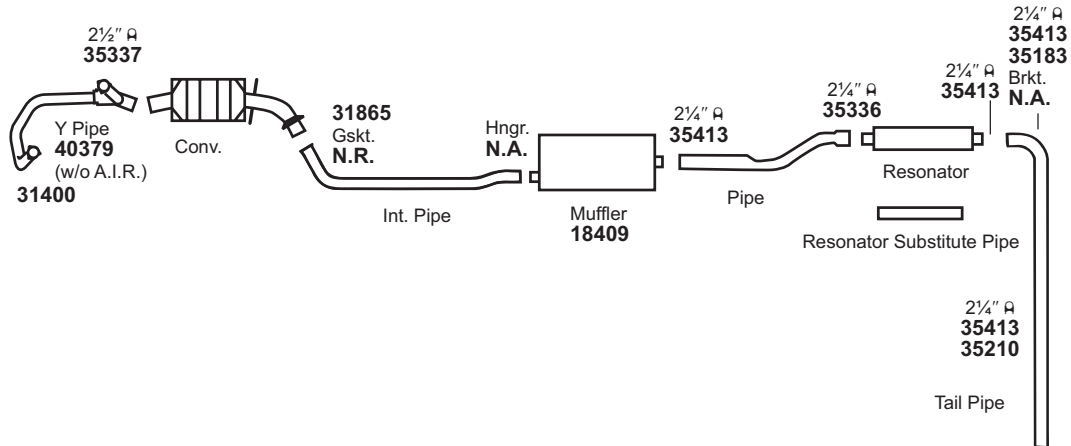 2½″
35337
Y Pipe
40379
(w/o A.I.R.)
31400
Conv.
31865
Gskt.
N.R.
Int. Pipe
Hngr.
N.A.
Muffler
18409
2¼″
35413
Pipe
2¼″
35336
Resonator
Resonator Substitute Pipe
2¼″
35413
2¼″
35413
35183
Brkt.
N.A.
2¼″
35413
35210
Tail Pipe